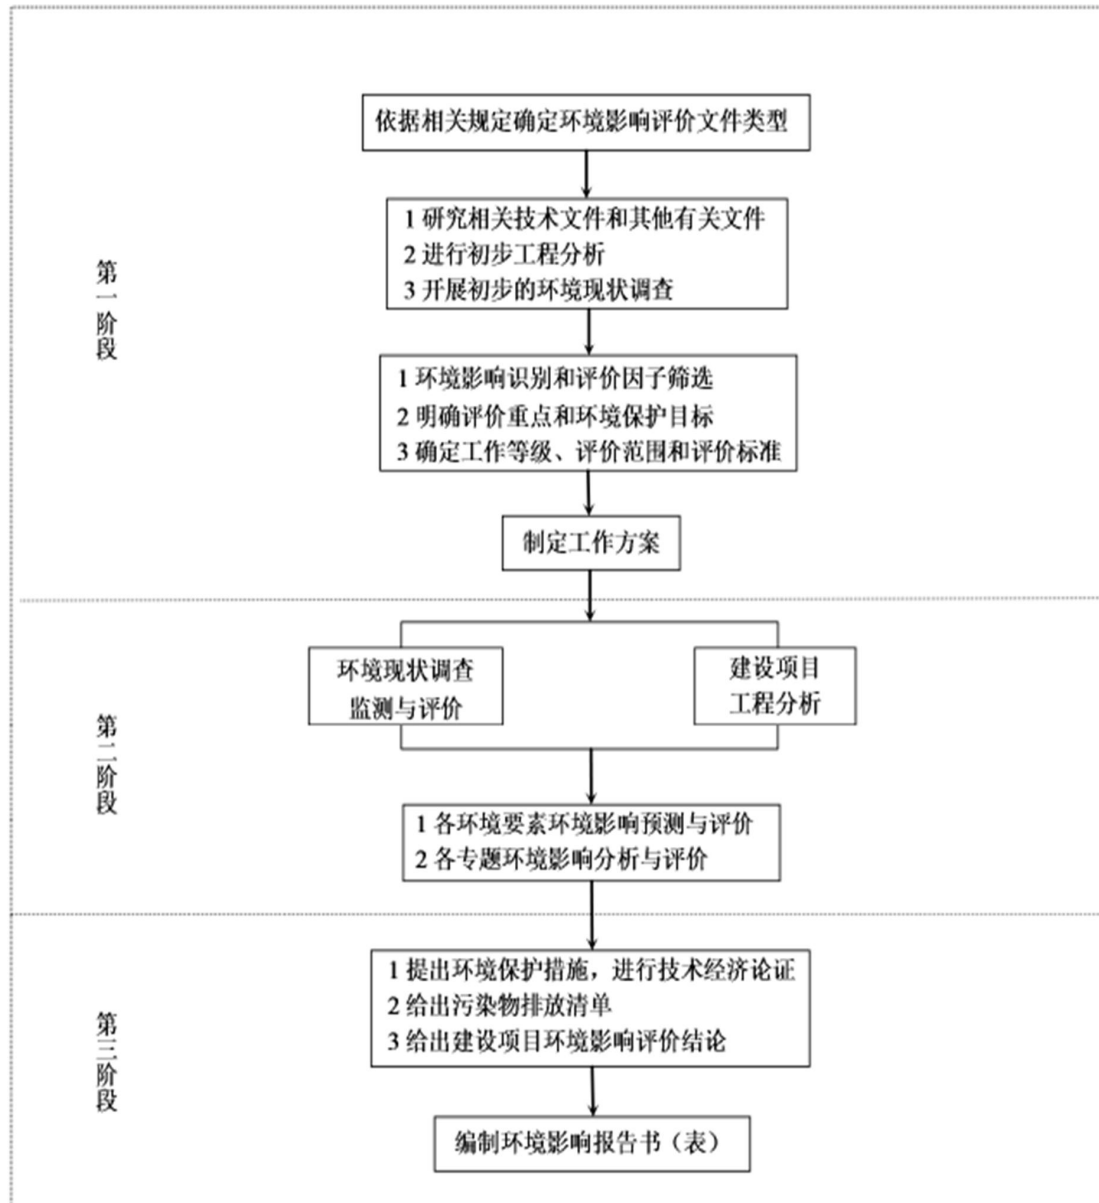 依据相关规定确定环境影响评价文件类型
1 研究相关技术文件和其他有关文件
2 进行初步工程分析
3 开展初步的环境现状调查
第一阶段
1 环境影响识别和评价因子筛选
2 明确评价重点和环境保护目标
3 确定工作等级、评价范围和评价标准
制定工作方案
环境现状调查
监测与评价
建设项目
工程分析
第二阶段
1 各环境要素环境影响预测与评价
2 各专题环境影响分析与评价
1 提出环境保护措施，进行技术经济论证
2 给出污染物排放清单
3 给出建设项目环境影响评价结论
第三阶段
编制环境影响报告书（表）